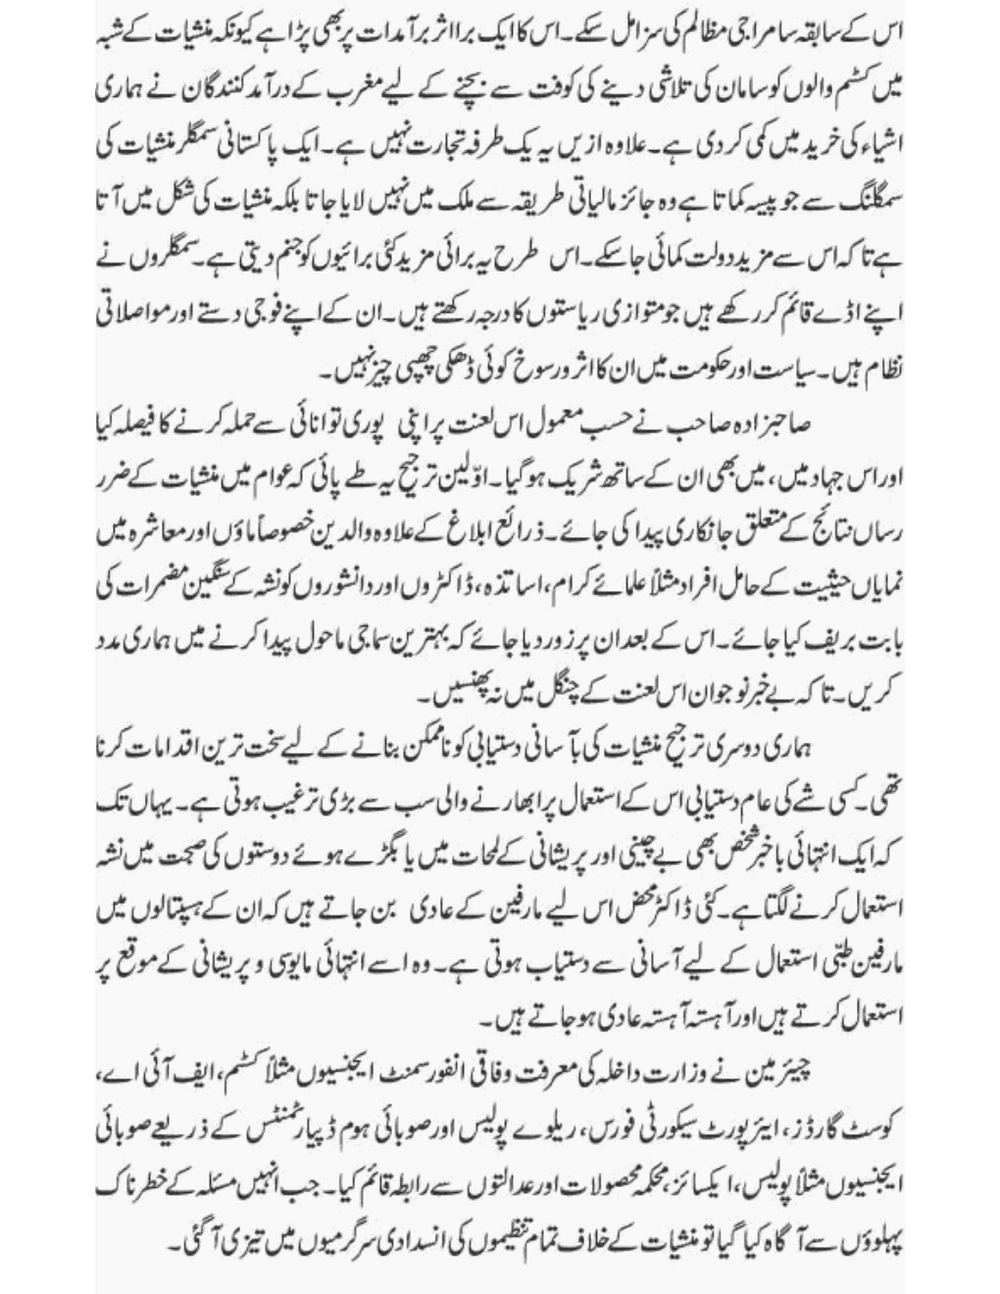 اس کے سابقہ سامراجی مظالم کی سزا مل سکے۔ اس کا ایک برا اثر برآمدات پر بھی پڑا ہے کیونکہ منشیات کے شبہ
میں کسٹم والوں کو سامان کی تلاشی دینے کی کوفت سے بچنے کے لیے مغرب کے درآمد کنندگان نے ہماری
اشیاء کی خرید میں کمی کر دی ہے۔ علاوہ ازیں یہ یک طرفہ تجارت نہیں ہے۔ ایک پاکستانی سمگلر منشیات کی
سمگلنگ سے جو پیسہ کماتا ہے وہ جائز مالیاتی طریقہ سے ملک میں نہیں لایا جاتا بلکہ منشیات کی شکل میں آتا
ہے تاکہ اس سے مزید دولت کمائی جا سکے۔ اس طرح یہ برائی مزید کئی برائیوں کو جنم دیتی ہے۔ سمگلروں نے
اپنے اڈے قائم کر رکھے ہیں جو متوازی ریاستوں کا درجہ رکھتے ہیں۔ ان کے اپنے فوجی دستے اور مواصلاتی
نظام ہیں۔ سیاست اور حکومت میں ان کا اثر و رسوخ کوئی ڈھکی چھپی چیز نہیں۔
صاحبزادہ صاحب نے حسب معمول اس لعنت پر اپنی پوری توانائی سے حملہ کرنے کا فیصلہ کیا
اور اس جہاد میں، میں بھی ان کے ساتھ شریک ہو گیا۔ اوّلین ترجیح یہ طے پائی کہ عوام میں منشیات کے ضرر
رساں نتائج کے متعلق جانکاری پیدا کی جائے۔ ذرائع ابلاغ کے علاوہ والدین خصوصاً ماؤں اور معاشرہ میں
نمایاں حیثیت کے حامل افراد مثلاً علمائے کرام، اساتذہ، ڈاکٹروں اور دانشوروں کو نشہ کے سنگین مضمرات کی
بابت بریف کیا جائے۔ اس کے بعد ان پر زور دیا جائے کہ بہترین سماجی ماحول پیدا کرنے میں ہماری مدد
کریں۔ تاکہ بے خبر نوجوان اس لعنت کے چنگل میں نہ پھنسیں۔
ہماری دوسری ترجیح منشیات کی بآسانی دستیابی کو ناممکن بنانے کے لیے سخت ترین اقدامات کرنا
تھی۔ کسی شے کی عام دستیابی اس کے استعمال پر ابھارنے والی سب سے بڑی ترغیب ہوتی ہے۔ یہاں تک
کہ ایک انتہائی باخبر شخص بھی بے چینی اور پریشانی کے لمحات میں یا بگڑے ہوئے دوستوں کی صحبت میں نشہ
استعمال کرنے لگتا ہے۔ کئی ڈاکٹر محض اس لیے مارفین کے عادی بن جاتے ہیں کہ ان کے ہسپتالوں میں
مارفین طبّی استعمال کے لیے آسانی سے دستیاب ہوتی ہے۔ وہ اسے انتہائی مایوسی و پریشانی کے موقع پر
استعمال کرتے ہیں اور آہستہ آہستہ عادی ہو جاتے ہیں۔
چیئرمین نے وزارت داخلہ کی معرفت وفاقی انفورسمنٹ ایجنسیوں مثلاً کسٹم، ایف آئی اے،
کوسٹ گارڈز، ایئرپورٹ سیکورٹی فورس، ریلوے پولیس اور صوبائی ہوم ڈیپارٹمنٹس کے ذریعے صوبائی
ایجنسیوں مثلاً پولیس، ایکسائز، محکمہ محصولات اور عدالتوں سے رابطہ قائم کیا۔ جب انہیں مسئلہ کے خطرناک
پہلوؤں سے آگاہ کیا گیا تو منشیات کے خلاف تمام تنظیموں کی انسدادی سرگرمیوں میں تیزی آ گئی۔